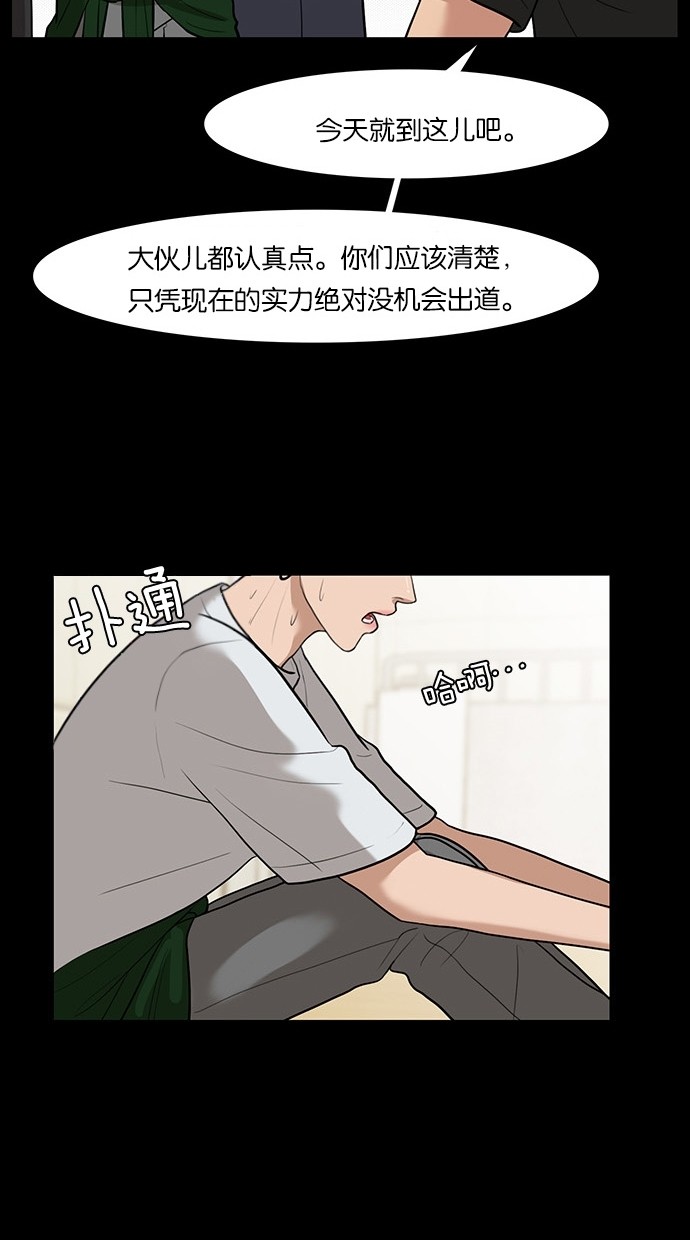 今天就到这儿吧。
大伙儿都认真点。你们应该清楚，
只凭现在的实力绝对没机会出道。
扑通
哈啊…